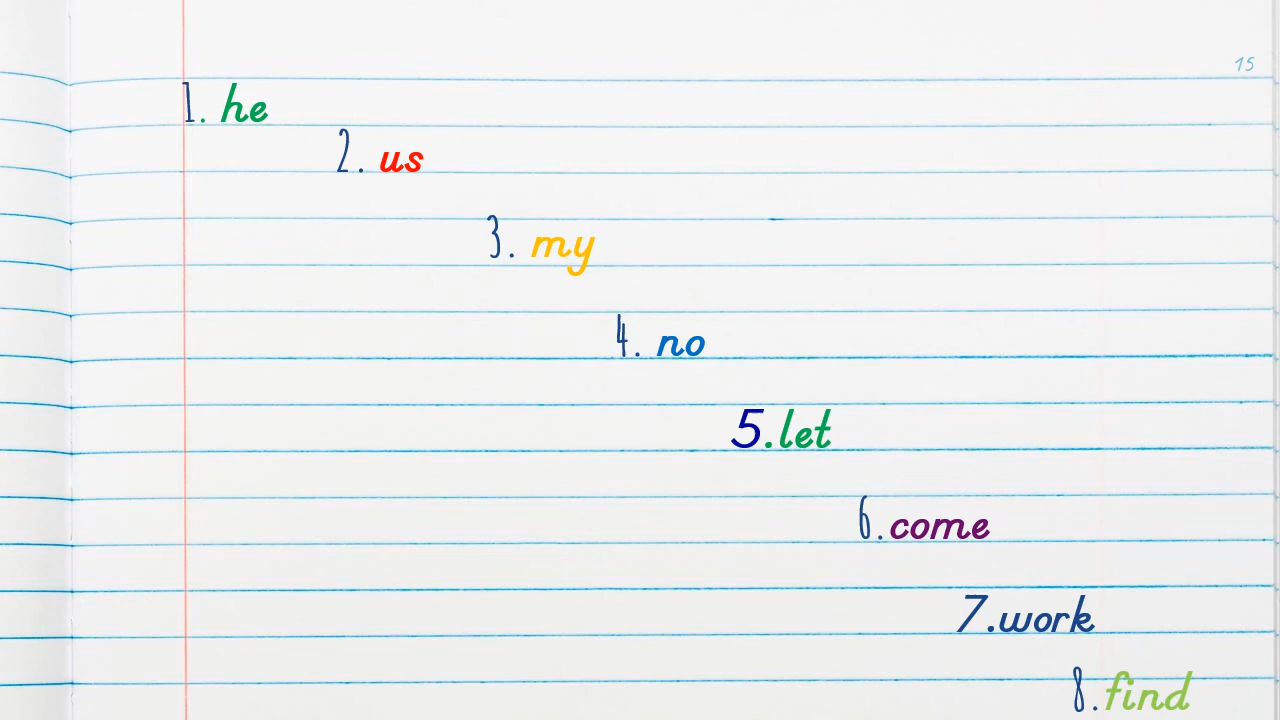 15
1. he
2. us
3. my
4. no
5.let
6.come
7.work
8.find